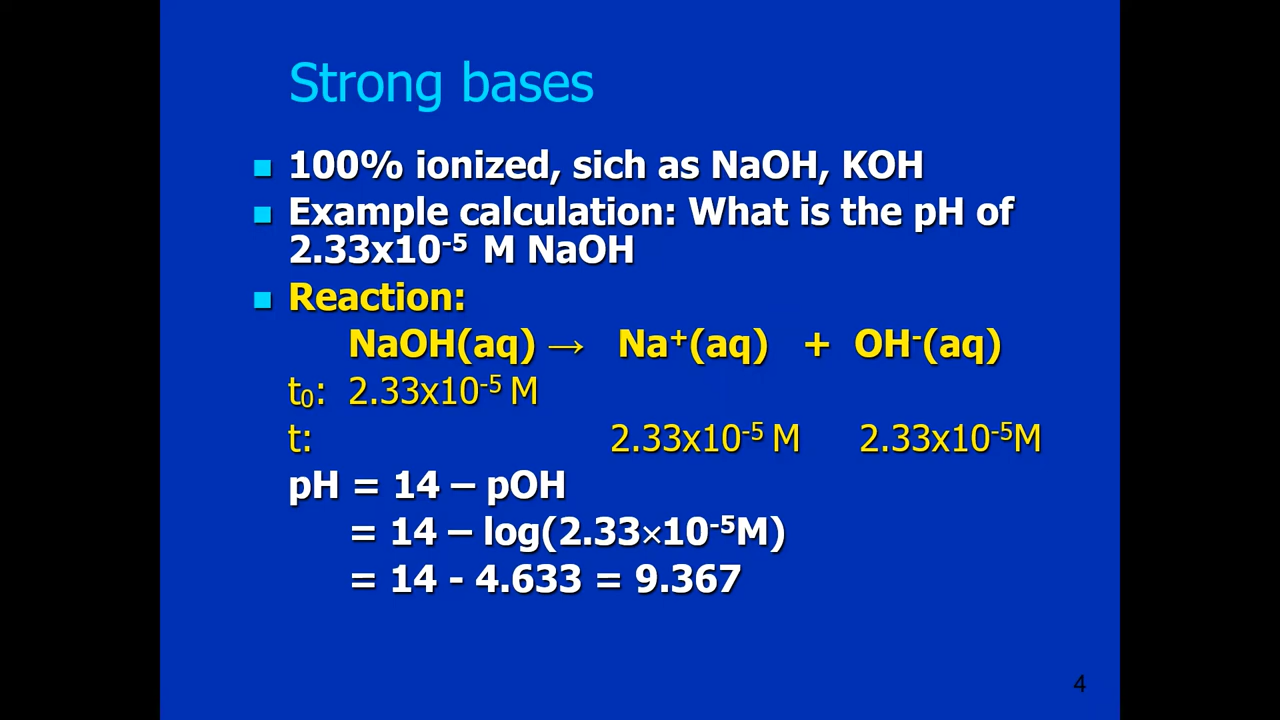 Strong bases
100% ionized, sich as NaOH, KOH
Example calculation: What is the pH of
2.33x10⁻⁵ M NaOH
Reaction:
NaOH(aq) → Na⁺(aq) + OH⁻(aq)
t₀: 2.33x10⁻⁵ M
t: 2.33x10⁻⁵ M 2.33x10⁻⁵M
pH = 14 – pOH
= 14 – log(2.33×10⁻⁵M)
= 14 - 4.633 = 9.367
4